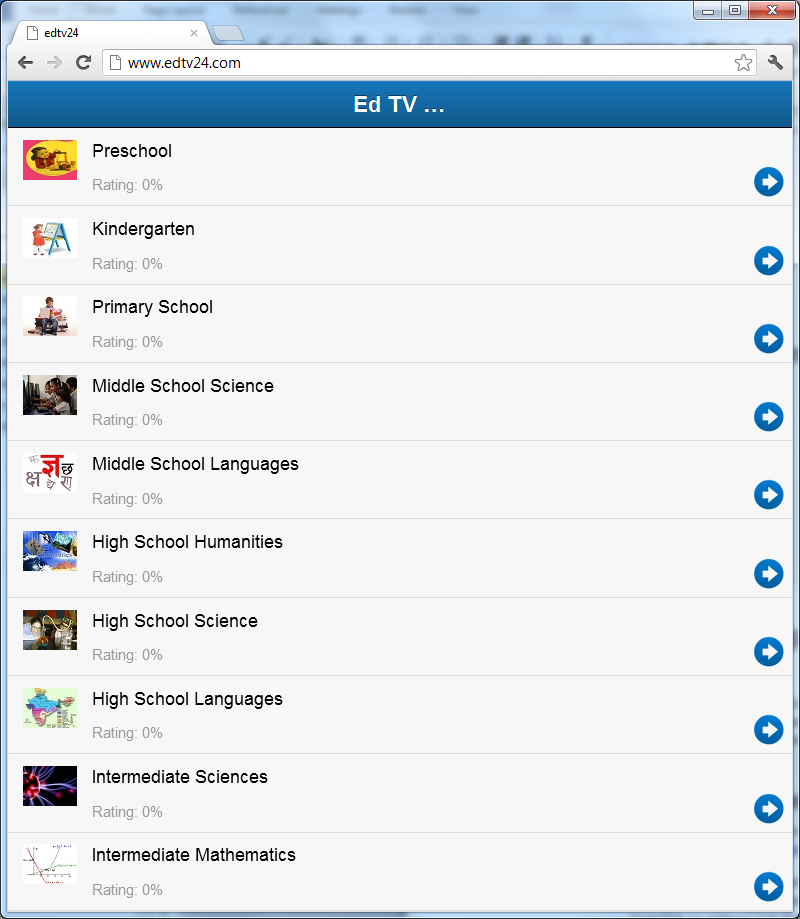 edtv24
www.edtv24.com
Ed TV ...
Preschool
Rating: 0%
Kindergarten
Rating: 0%
Primary School
Rating: 0%
Middle School Science
Rating: 0%
Middle School Languages
Rating: 0%
High School Humanities
Rating: 0%
High School Science
Rating: 0%
High School Languages
Rating: 0%
Intermediate Sciences
Rating: 0%
Intermediate Mathematics
Rating: 0%